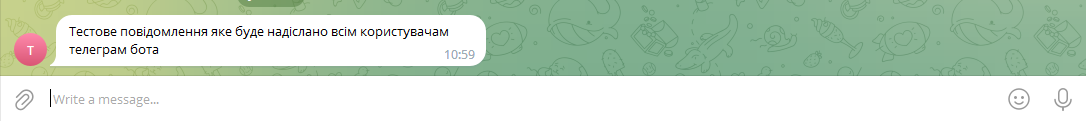 Тестове повідомлення яке буде надіслано всім користувачам
телеграм бота
10:59
Т
Write a message...